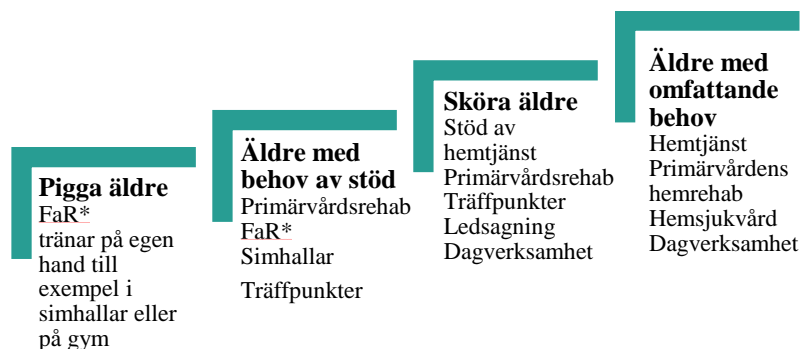 Pigga äldre
FaR*
tränar på egen
hand till
exempel i
simhallar eller
på gym
Äldre med
behov av stöd
Primärvårdsrehab
FaR*
Simhallar
Träffpunkter
Sköra äldre
Stöd av
hemtjänst
Primärvårdsrehab
Träffpunkter
Ledsagning
Dagverksamhet
Äldre med
omfattande
behov
Hemtjänst
Primärvårdens
hemrehab
Hemsjukvård
Dagverksamhet